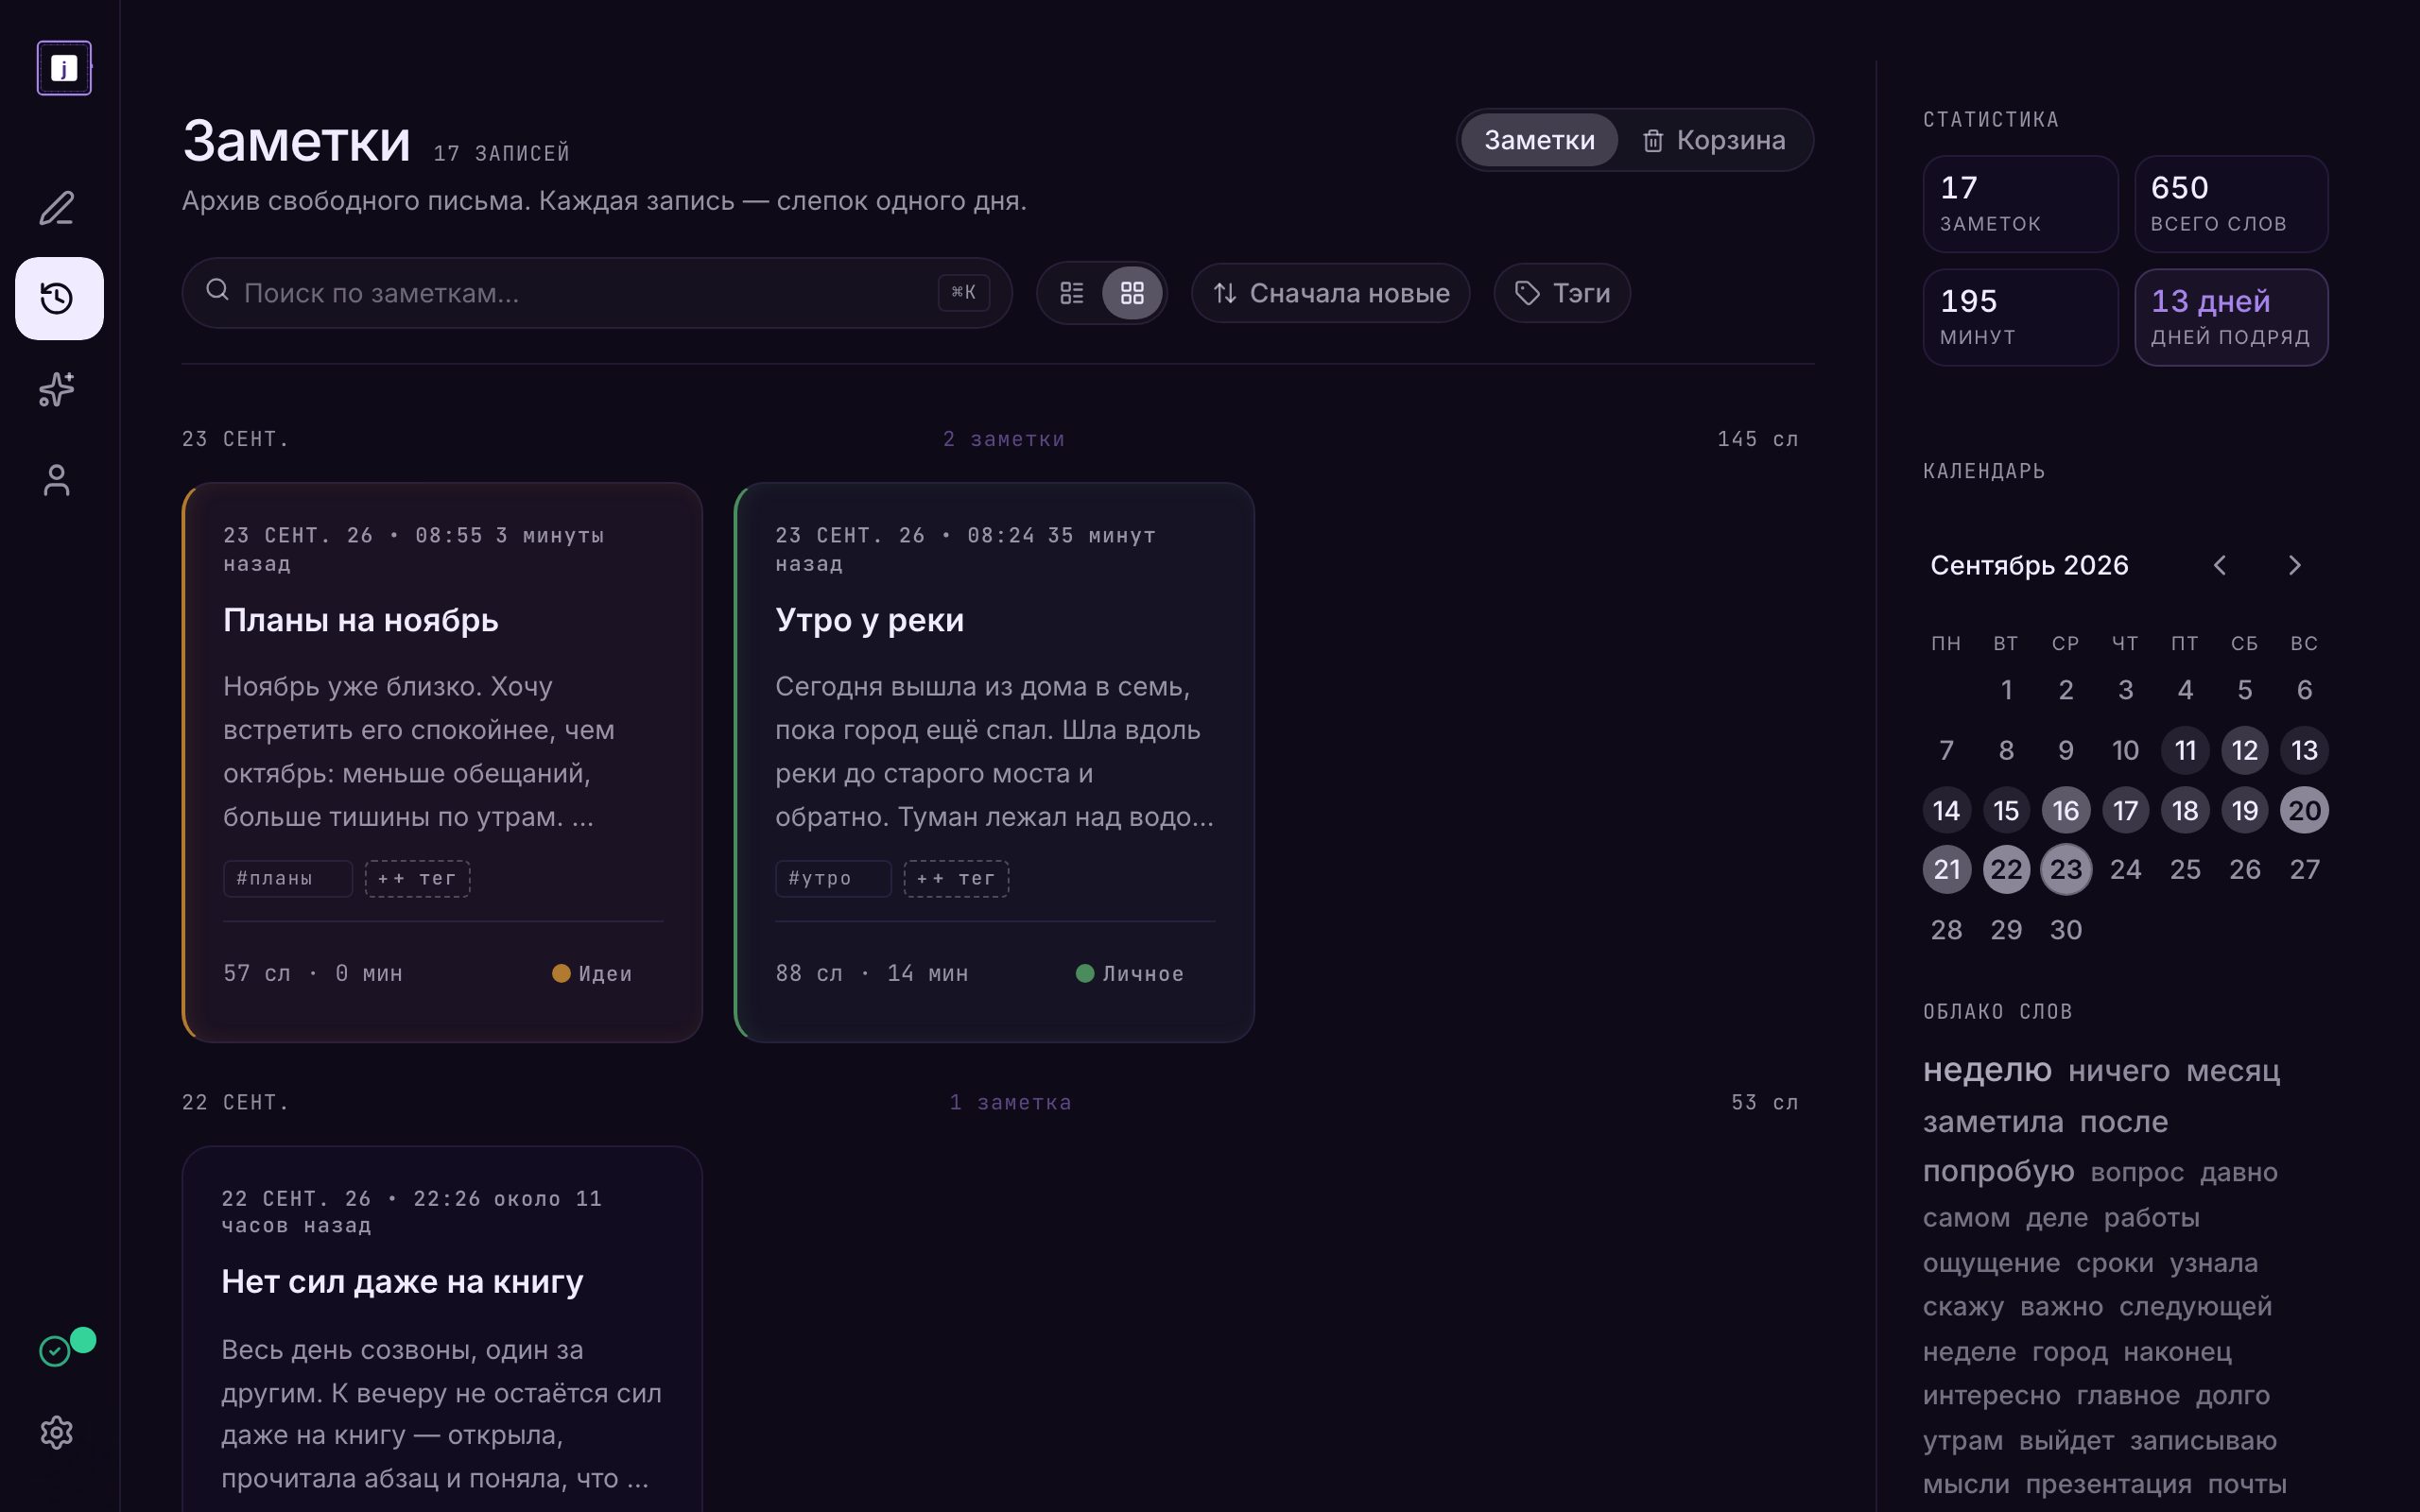 j
Заметки 17 ЗАПИСЕЙ
Заметки Корзина
Архив свободного письма. Каждая запись — слепок одного дня.
Поиск по заметкам... ⌘K
Сначала новые
Тэги
23 СЕНТ. 2 заметки 145 сл
23 СЕНТ. 26 • 08:55 3 минуты
назад
Планы на ноябрь
Ноябрь уже близко. Хочу
встретить его спокойнее, чем
октябрь: меньше обещаний,
больше тишины по утрам. ...
#планы ++ тег
57 сл · 0 мин Идеи
23 СЕНТ. 26 • 08:24 35 минут
назад
Утро у реки
Сегодня вышла из дома в семь,
пока город ещё спал. Шла вдоль
реки до старого моста и
обратно. Туман лежал над водо...
#утро ++ тег
88 сл · 14 мин Личное
22 СЕНТ. 1 заметка 53 сл
22 СЕНТ. 26 • 22:26 около 11
часов назад
Нет сил даже на книгу
Весь день созвоны, один за
другим. К вечеру не остаётся сил
даже на книгу — открыла,
прочитала абзац и поняла, что ...
СТАТИСТИКА
17
ЗАМЕТОК
650
ВСЕГО СЛОВ
195
МИНУТ
13 дней
ДНЕЙ ПОДРЯД
КАЛЕНДАРЬ
Сентябрь 2026
ПН ВТ СР ЧТ ПТ СБ ВС
1 2 3 4 5 6
7 8 9 10 11 12 13
14 15 16 17 18 19 20
21 22 23 24 25 26 27
28 29 30
ОБЛАКО СЛОВ
неделю ничего месяц
заметила после
попробую вопрос давно
самом деле работы
ощущение сроки узнала
скажу важно следующей
неделе город наконец
интересно главное долго
утрам выйдет записываю
мысли презентация почты